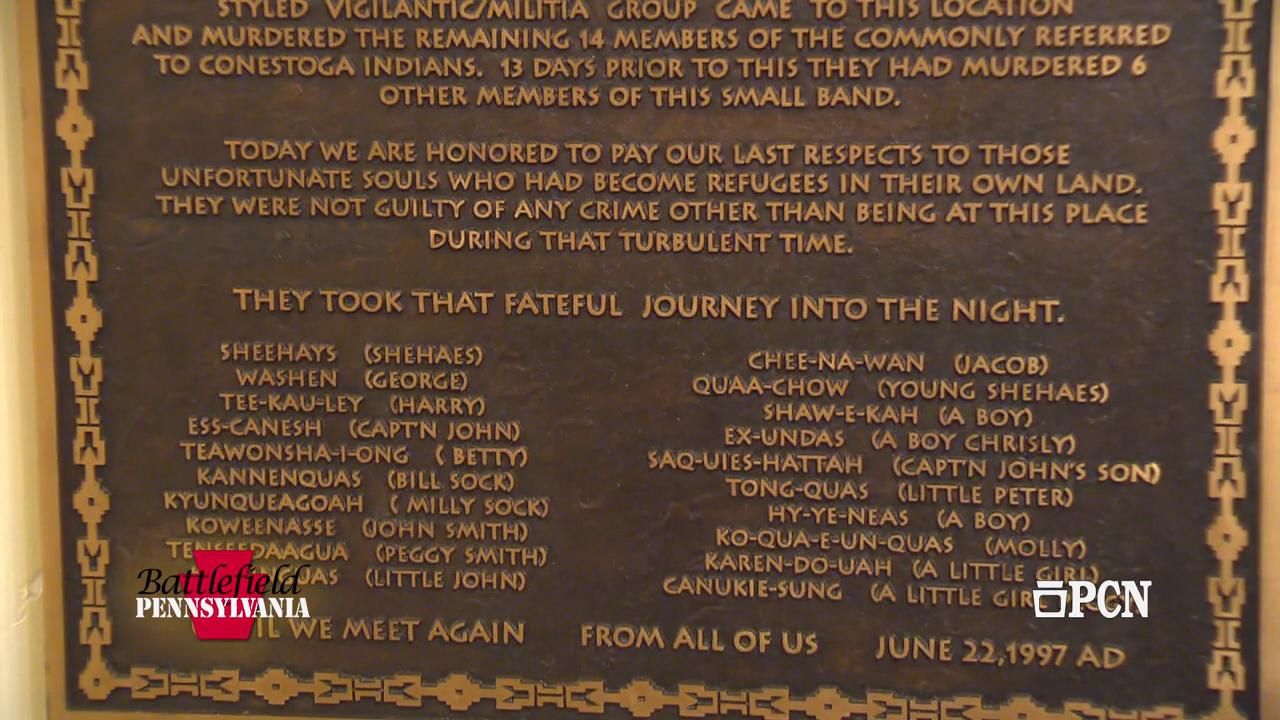 STYLED VIGILANTIC/MILITIA GROUP CAME TO THIS LOCATION
AND MURDERED THE REMAINING 14 MEMBERS OF THE COMMONLY REFERRED
TO CONESTOGA INDIANS. 13 DAYS PRIOR TO THIS THEY HAD MURDERED 6
OTHER MEMBERS OF THIS SMALL BAND.
TODAY WE ARE HONORED TO PAY OUR LAST RESPECTS TO THOSE
UNFORTUNATE SOULS WHO HAD BECOME REFUGEES IN THEIR OWN LAND.
THEY WERE NOT GUILTY OF ANY CRIME OTHER THAN BEING AT THIS PLACE
DURING THAT TURBULENT TIME.
THEY TOOK THAT FATEFUL JOURNEY INTO THE NIGHT.
SHEEHAYS (SHEHAES)
WASHEN (GEORGE)
TEE-KAU-LEY (HARRY)
ESS-CANESH (CAPT'N JOHN)
TEAWONSHA-I-ONG ( BETTY)
KANNENQUAS (BILL SOCK)
KYUNQUEAGOAH ( MILLY SOCK)
KOWEENASSE (JOHN SMITH)
TENSEEDAAGUA (PEGGY SMITH)
(LITTLE JOHN)
CHEE-NA-WAN (JACOB)
QUAA-CHOW (YOUNG SHEHAES)
SHAW-E-KAH (A BOY)
EX-UNDAS (A BOY CHRISLY)
SAQ-UIES-HATTAH (CAPT'N JOHN'S SON)
TONG-QUAS (LITTLE PETER)
HY-YE-NEAS (A BOY)
KO-QUA-E-UN-QUAS (MOLLY)
KAREN-DO-UAH (A LITTLE GIRL)
CANUKIE-SUNG (A LITTLE
WE MEET AGAIN FROM ALL OF US JUNE 22,1997 AD
Battlefield
PENNSYLVANIA
PCN